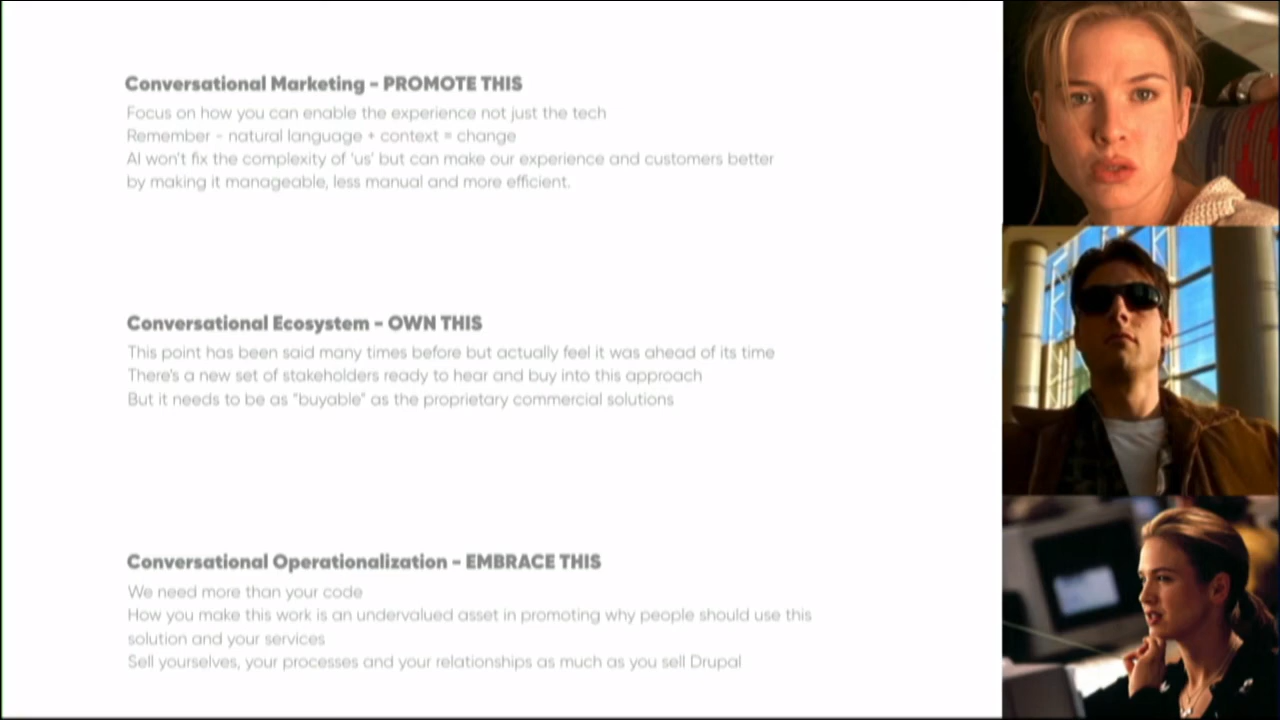 Conversational Marketing – PROMOTE THIS
Focus on how you can enable the experience not just the tech
Remember – natural language + context = change
AI won't fix the complexity of 'us' but can make our experience and customers better
by making it manageable, less manual and more efficient.
Conversational Ecosystem – OWN THIS
This point has been said many times before but actually feel it was ahead of its time
There's a new set of stakeholders ready to hear and buy into this approach
But it needs to be as "buyable" as the proprietary commercial solutions
Conversational Operationalization – EMBRACE THIS
We need more than your code
How you make this work is an undervalued asset in promoting why people should use this
solution and your services
Sell yourselves, your processes and your relationships as much as you sell Drupal